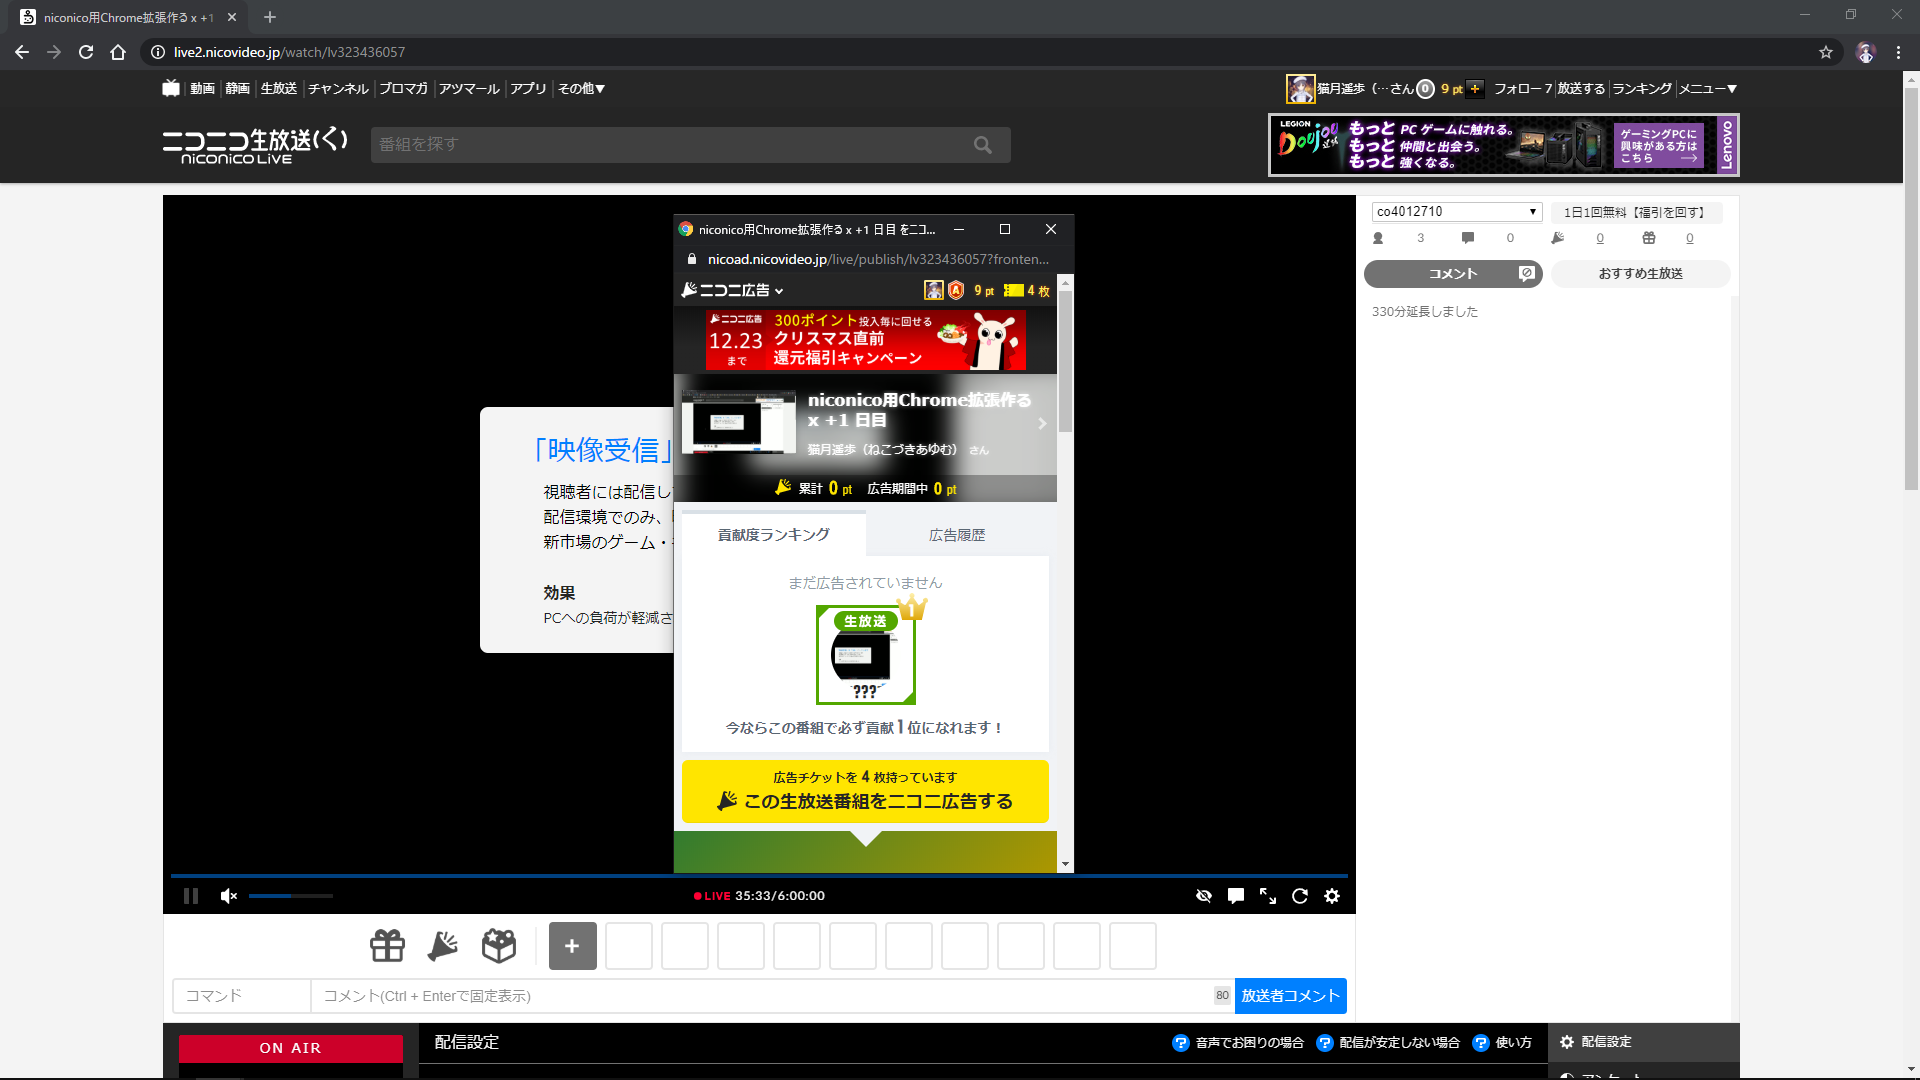 niconico用Chrome拡張作る x +1
live2.nicovideo.jp/watch/lv323436057
動画 静画 生放送 チャンネル ブロマガ アツマール アプリ その他▼
猫月遥歩 (…さん 0 9 pt + フォロー 7 放送する ランキング メニュー▼
ニコニコ生放送(く)
niconico LIVE
番組を探す
LEGION
もっと PC ゲームに触れる。
もっと 仲間と出会う。
もっと 強くなる。
ゲーミングPCに
興味がある方は
こちら
Lenovo
niconico用Chrome拡張作る x +1 日目 をニコ...
nicoad.nicovideo.jp/live/publish/lv323436057?fronten...
ニコニ広告
9 pt 4 枚
ニコニ広告
12.23
まで
300ポイント投入毎に回せる
クリスマス直前
還元福引キャンペーン
niconico用Chrome拡張作る
x +1 日目
猫月遥歩（ねこづきあゆむ） さん
累計 0 pt 広告期間中 0 pt
貢献度ランキング 広告履歴
まだ広告されていません
1
生放送
???
今ならこの番組で必ず貢献1位になれます！
広告チケットを 4 枚持っています
この生放送番組をニコニ広告する
「映像受信」
視聴者には配信し
配信環境でのみ、
新市場のゲーム・
効果
PCへの負荷が軽減さ
LIVE 35:33/6:00:00
co4012710
1日1回無料【福引を回す】
3 0 0 0
コメント おすすめ生放送
330分延長しました
+
コマンド コメント(Ctrl + Enterで固定表示) 80 放送者コメント
ON AIR
配信設定
音声でお困りの場合 配信が安定しない場合 使い方
配信設定